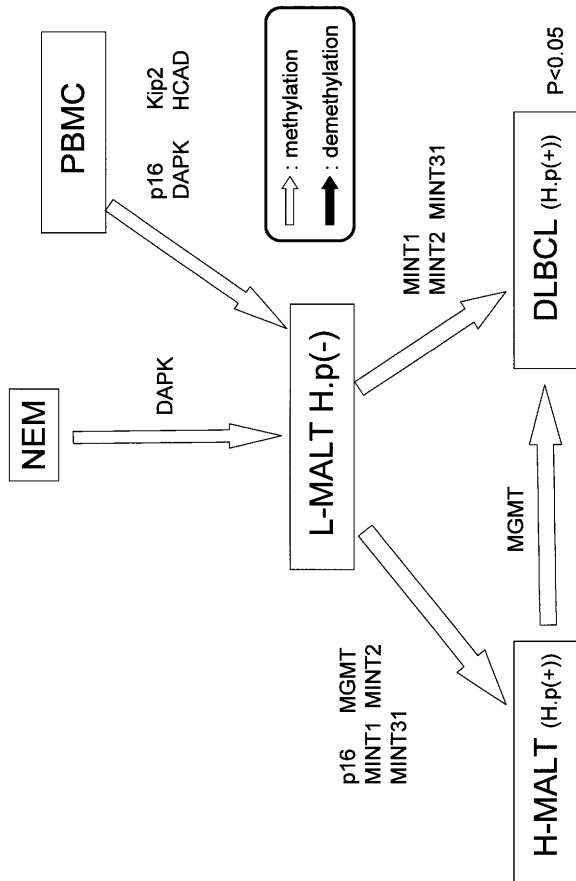 NEM
PBMC
DAPK
p16 Kip2
DAPK HCAD
L-MALT H.p(-)
: methylation
: demethylation
p16 MGMT
MINT1 MINT2
MINT31
MINT1
MINT2 MINT31
MGMT
H-MALT (H.p(+))
DLBCL (H.p(+))
P<0.05